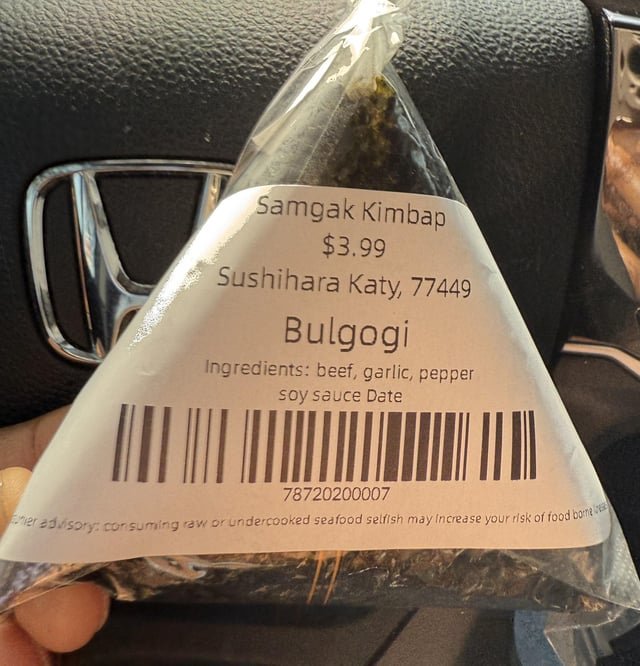 Samgak Kimbap
$3.99
Sushihara Katy, 77449
Bulgogi
Ingredients: beef, garlic, pepper
soy sauce Date
78720200007
advisory: consuming raw or undercooked seafood selfish may increase your risk of food borne